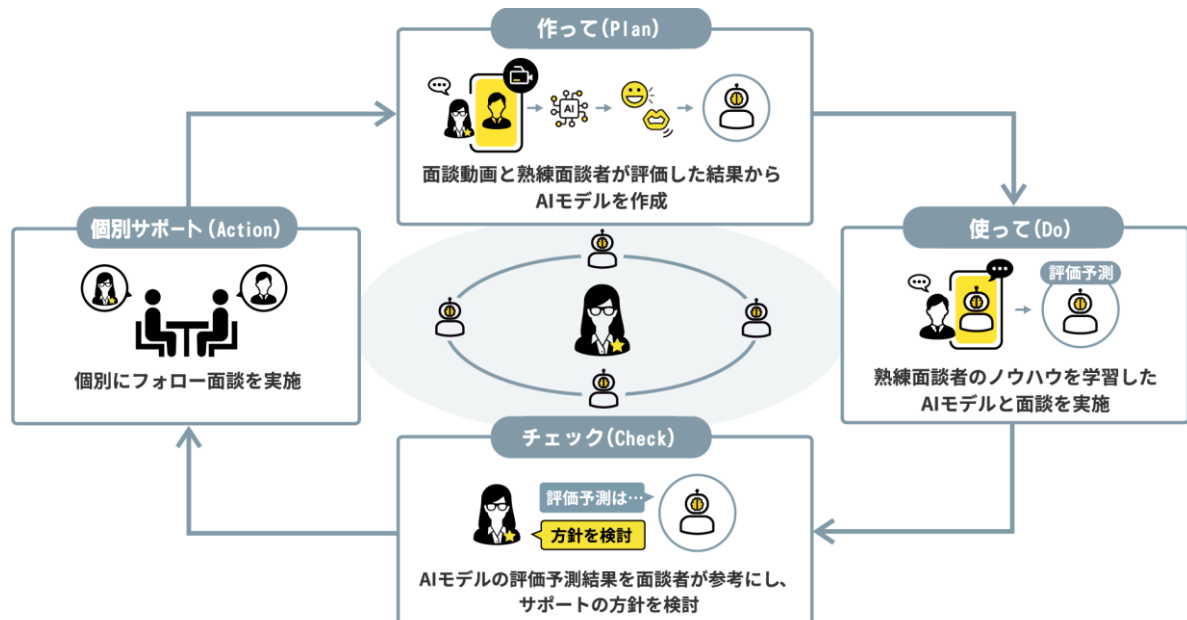 作って(Plan)
AI
面談動画と熟練面談者が評価した結果から
AIモデルを作成
個別サポート(Action)
個別にフォロー面談を実施
使って(Do)
評価予測
熟練面談者のノウハウを学習した
AIモデルと面談を実施
チェック(Check)
評価予測は…
方針を検討
AIモデルの評価予測結果を面談者が参考にし、
サポートの方針を検討